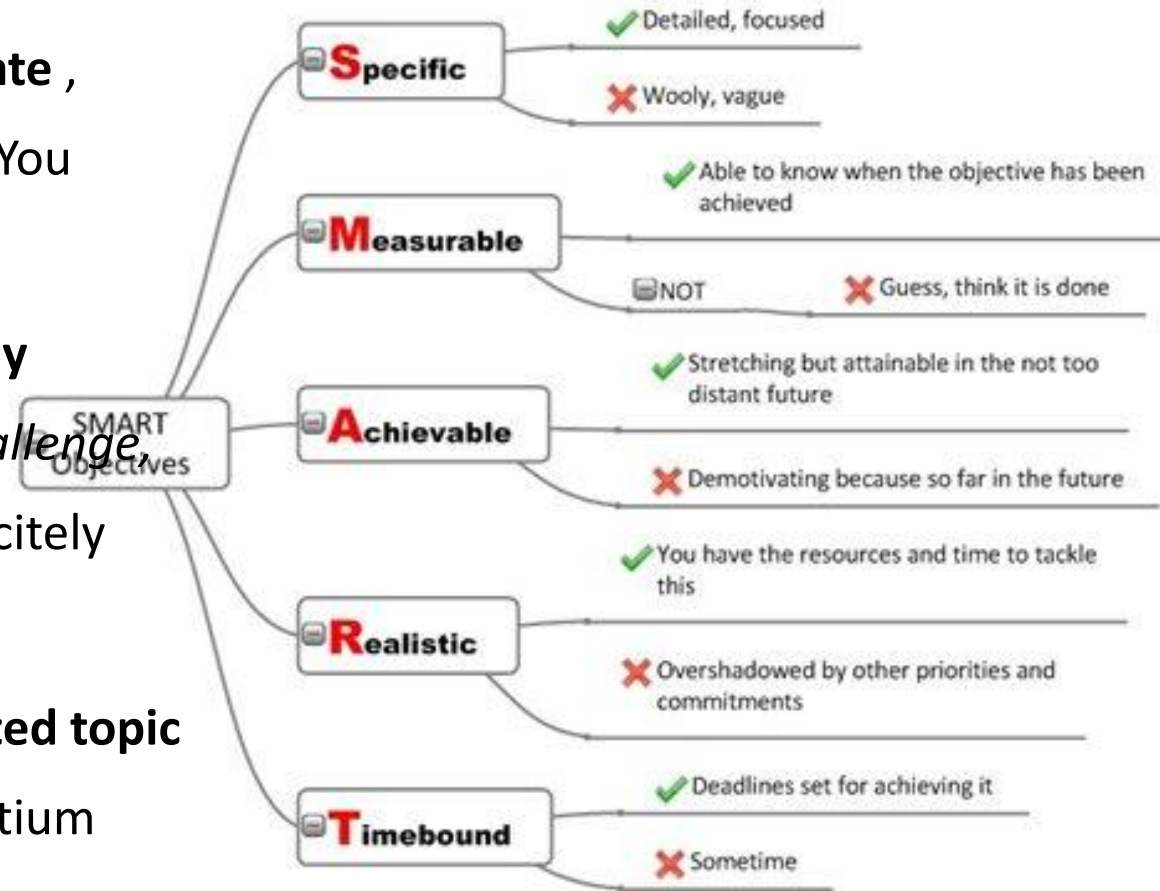 nte ,
You
y
allenge,
citely
ted topic
tium
SMART
Objectives
Specific
Detailed, focused
Wooly, vague
Measurable
Able to know when the objective has been
achieved
NOT
Guess, think it is done
Achievable
Stretching but attainable in the not too
distant future
Demotivating because so far in the future
Realistic
You have the resources and time to tackle
this
Overshadowed by other priorities and
commitments
Timebound
Deadlines set for achieving it
Sometime